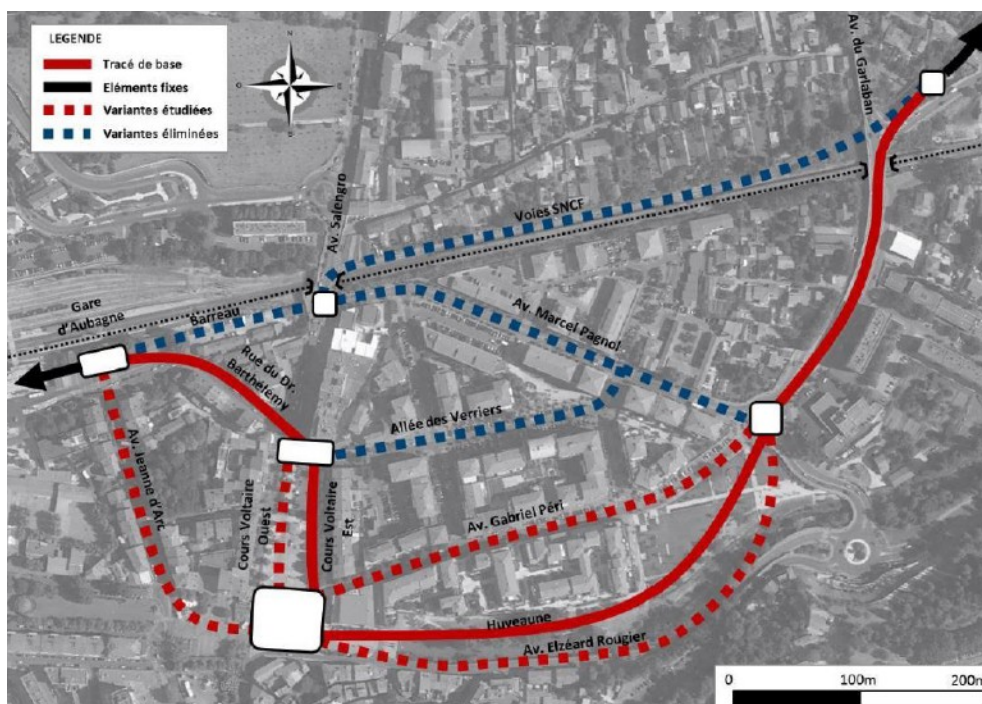 LEGENDE
Tracé de base
Eléments fixes
Variantes étudiées
Variantes éliminées
N
O
E
S
Av. du Garlaban
Av. Salengro
Voies SNCF
Gare
d'Aubagne
Barreau
Av. Marcel Pagnol
Rue du Dr.
Barthélemy
Allée des Verriers
Av. Jeanne d'Arc
Cours Voltaire
Ouest
Cours Voltaire
Est
Av. Gabriel Péri
Huveaune
Av. Elzéard Rougier
0
100m
200m